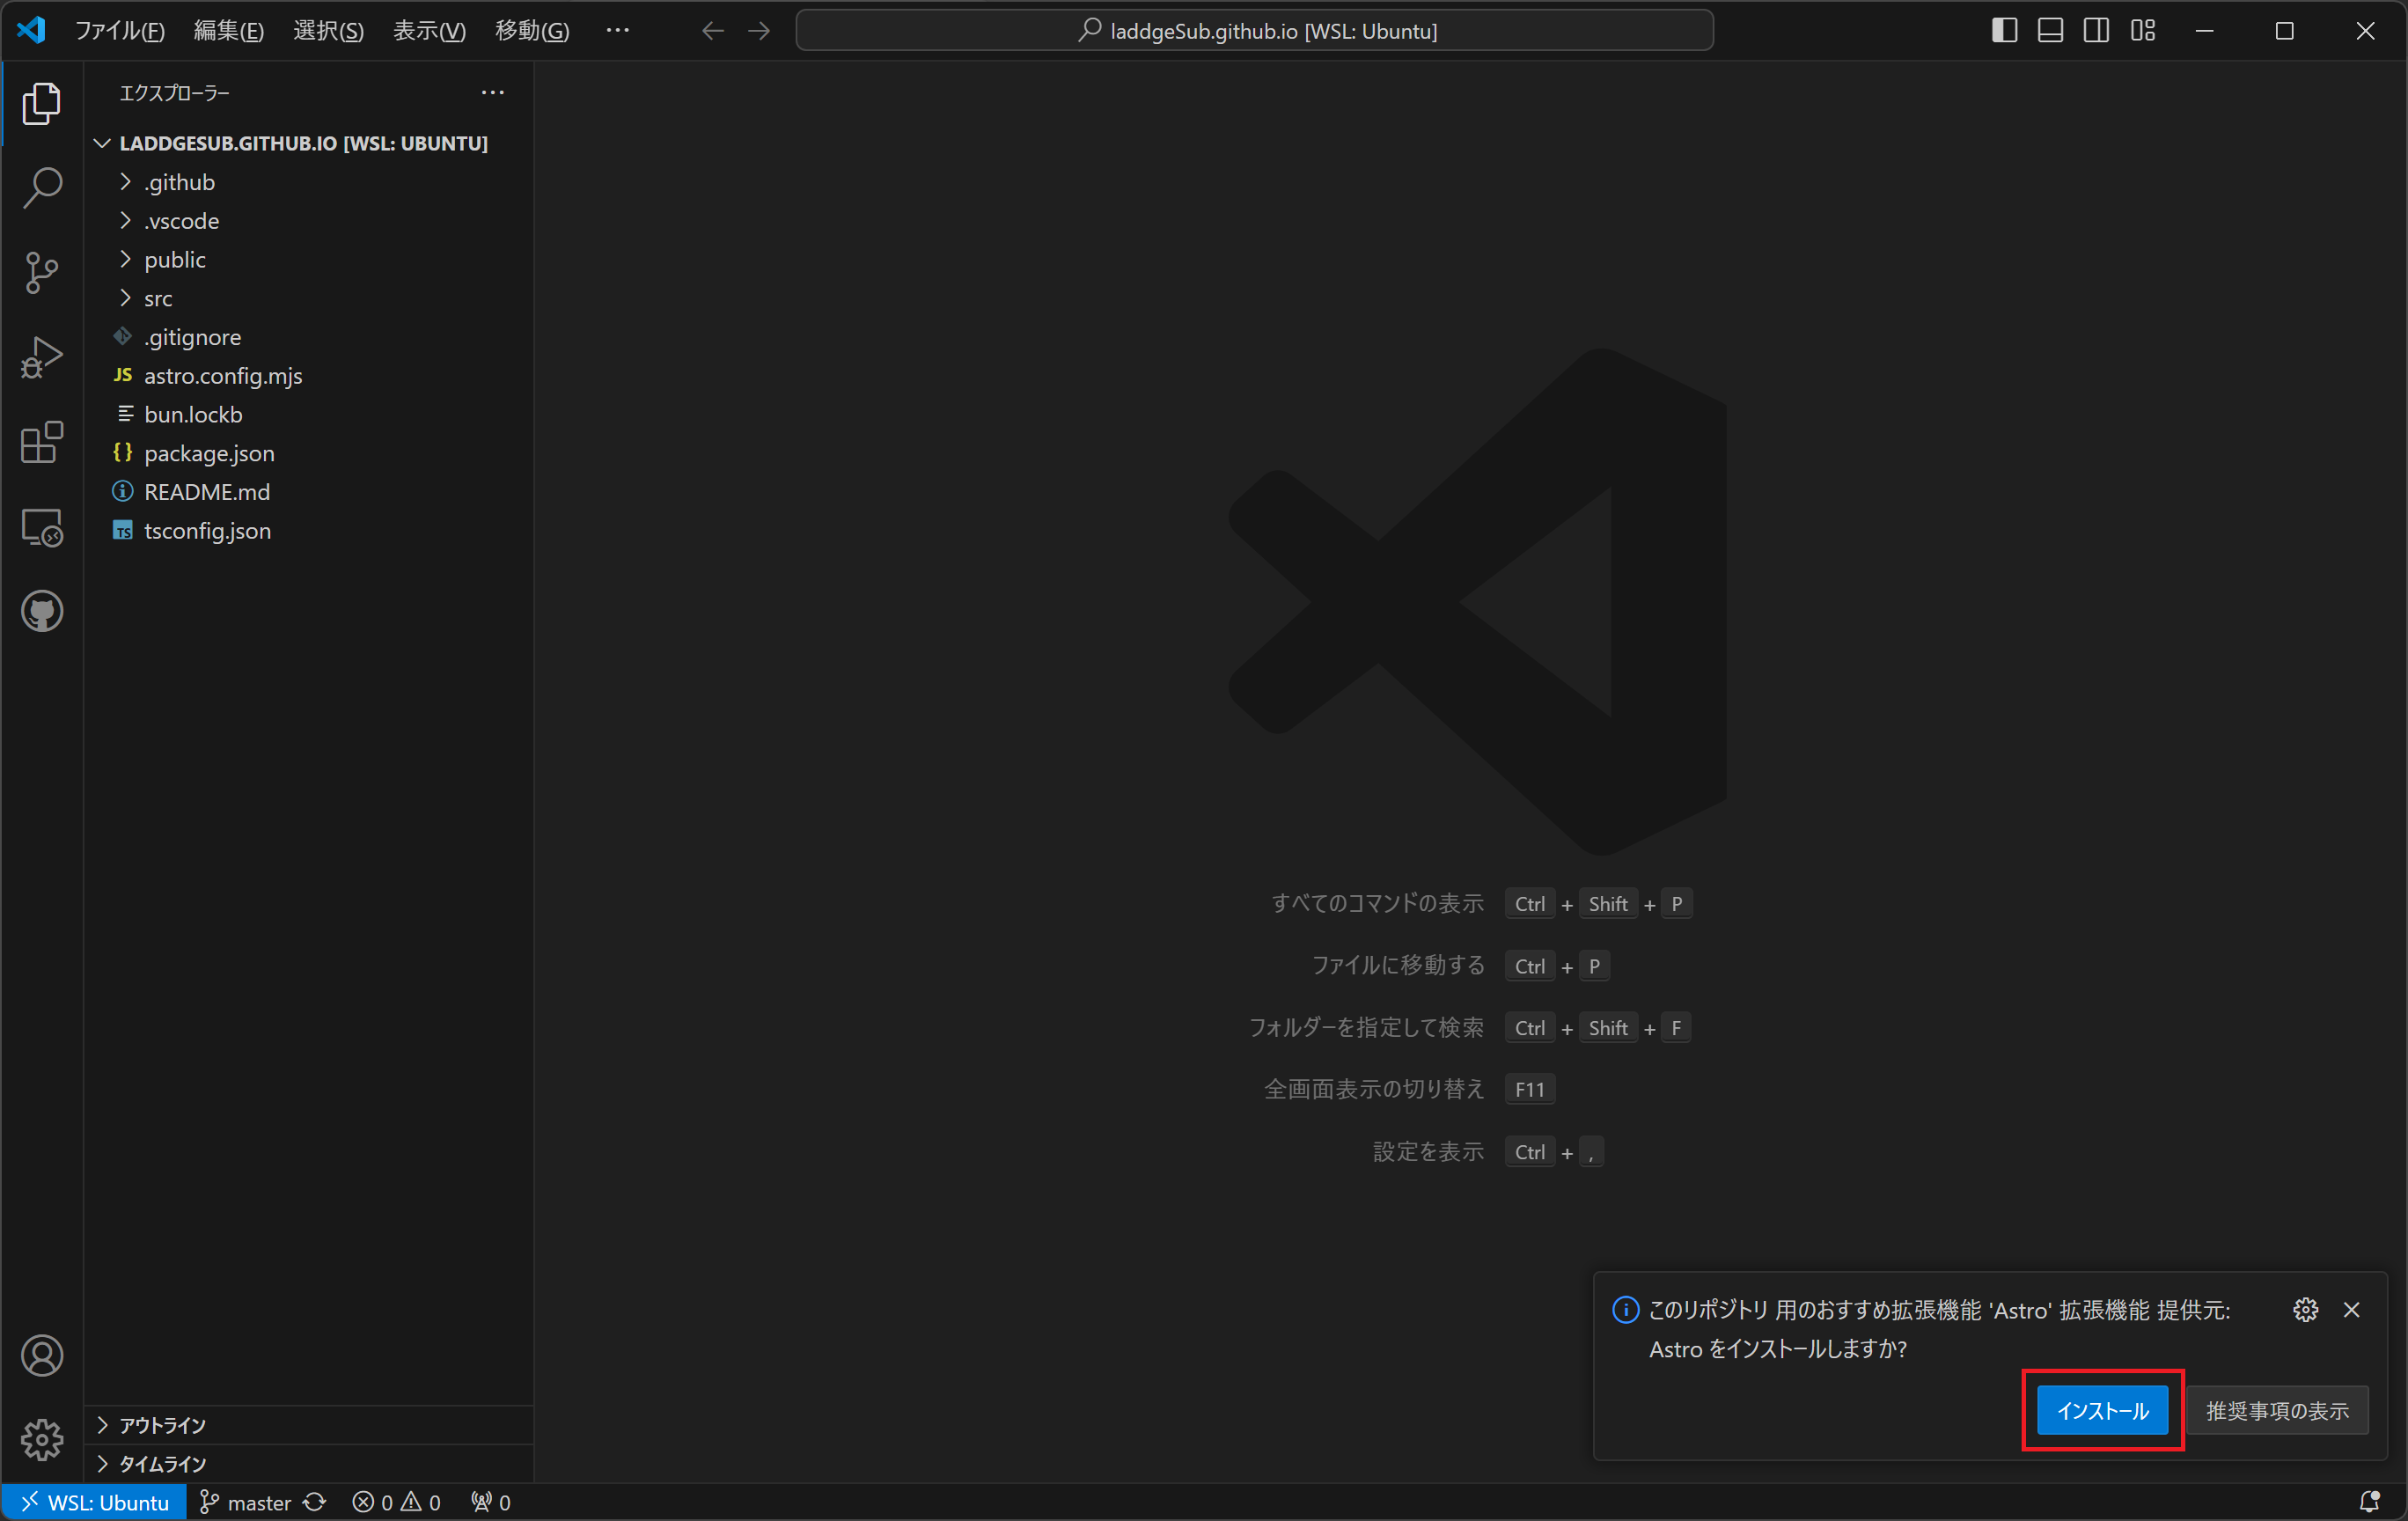 ファイル(F) 編集(E) 選択(S) 表示(V) 移動(G) ··· laddgeSub.github.io [WSL: Ubuntu]
エクスプローラー ···
LADDGESUB.GITHUB.IO [WSL: UBUNTU]
.github
.vscode
public
src
.gitignore
JS astro.config.mjs
bun.lockb
{} package.json
README.md
TS tsconfig.json
すべてのコマンドの表示 Ctrl + Shift + P
ファイルに移動する Ctrl + P
フォルダーを指定して検索 Ctrl + Shift + F
全画面表示の切り替え F11
設定を表示 Ctrl + ,
このリポジトリ 用のおすすめ拡張機能 'Astro' 拡張機能 提供元:
Astro をインストールしますか?
インストール 推奨事項の表示
アウトライン
タイムライン
WSL: Ubuntu master 0 0 0